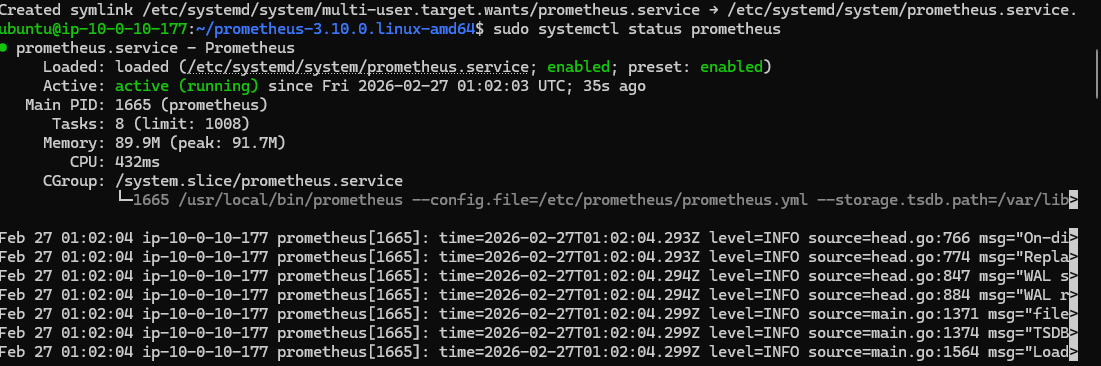 Created symlink /etc/systemd/system/multi-user.target.wants/prometheus.service → /etc/systemd/system/prometheus.service.
ubuntu@ip-10-0-10-177:~/prometheus-3.10.0.linux-amd64$ sudo systemctl status prometheus
● prometheus.service - Prometheus
     Loaded: loaded (/etc/systemd/system/prometheus.service; enabled; preset: enabled)
     Active: active (running) since Fri 2026-02-27 01:02:03 UTC; 35s ago
   Main PID: 1665 (prometheus)
      Tasks: 8 (limit: 1008)
     Memory: 89.9M (peak: 91.7M)
        CPU: 432ms
     CGroup: /system.slice/prometheus.service
             └─1665 /usr/local/bin/prometheus --config.file=/etc/prometheus/prometheus.yml --storage.tsdb.path=/var/lib>
Feb 27 01:02:04 ip-10-0-10-177 prometheus[1665]: time=2026-02-27T01:02:04.293Z level=INFO source=head.go:766 msg="On-di>
Feb 27 01:02:04 ip-10-0-10-177 prometheus[1665]: time=2026-02-27T01:02:04.293Z level=INFO source=head.go:774 msg="Repla>
Feb 27 01:02:04 ip-10-0-10-177 prometheus[1665]: time=2026-02-27T01:02:04.294Z level=INFO source=head.go:847 msg="WAL s>
Feb 27 01:02:04 ip-10-0-10-177 prometheus[1665]: time=2026-02-27T01:02:04.294Z level=INFO source=head.go:884 msg="WAL r>
Feb 27 01:02:04 ip-10-0-10-177 prometheus[1665]: time=2026-02-27T01:02:04.299Z level=INFO source=main.go:1371 msg="file>
Feb 27 01:02:04 ip-10-0-10-177 prometheus[1665]: time=2026-02-27T01:02:04.299Z level=INFO source=main.go:1374 msg="TSDB>
Feb 27 01:02:04 ip-10-0-10-177 prometheus[1665]: time=2026-02-27T01:02:04.299Z level=INFO source=main.go:1564 msg="Load>